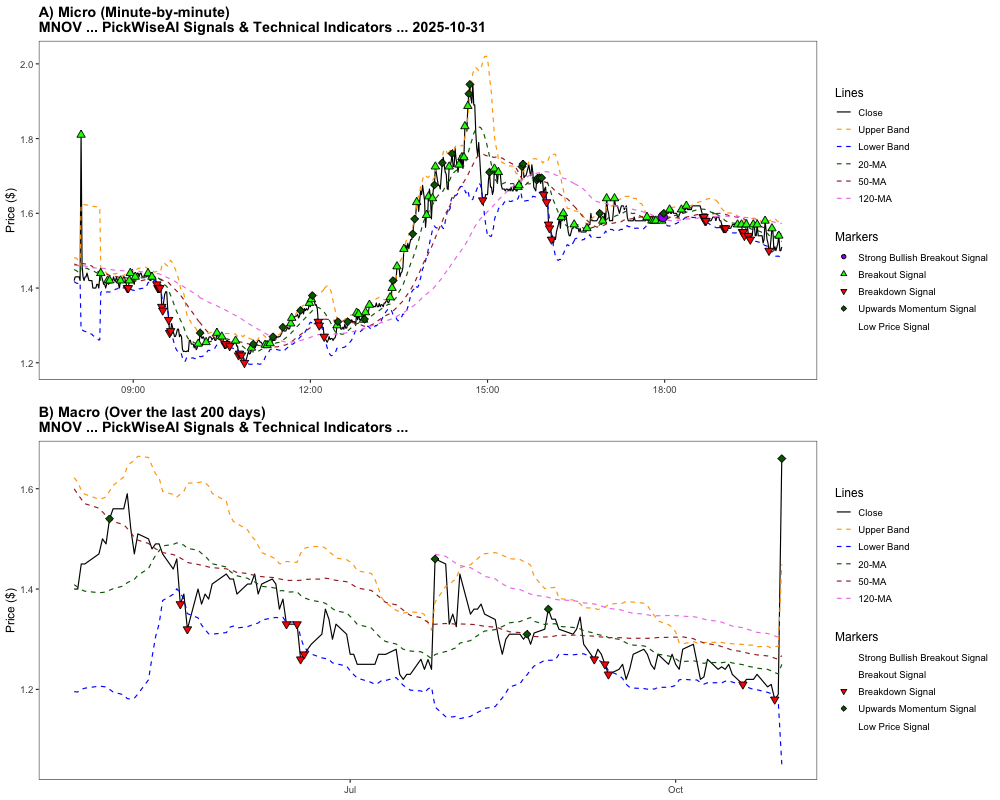 A) Micro (Minute-by-minute)
MNOV ... PickWiseAI Signals & Technical Indicators ... 2025-10-31
Price ($)
2.0
1.8
1.6
1.4
1.2
09:00
12:00
15:00
18:00
Lines
Close
Upper Band
Lower Band
20-MA
50-MA
120-MA
Markers
Strong Bullish Breakout Signal
Breakout Signal
Breakdown Signal
Upwards Momentum Signal
Low Price Signal
B) Macro (Over the last 200 days)
MNOV ... PickWiseAI Signals & Technical Indicators ...
Price ($)
1.6
1.4
1.2
Jul
Oct
Lines
Close
Upper Band
Lower Band
20-MA
50-MA
120-MA
Markers
Strong Bullish Breakout Signal
Breakout Signal
Breakdown Signal
Upwards Momentum Signal
Low Price Signal